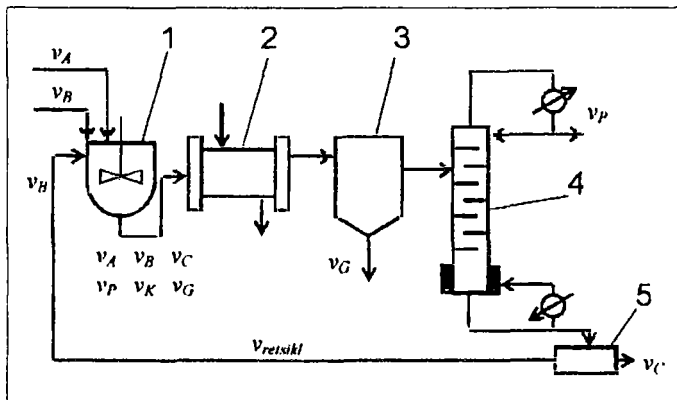 1 2 3
v_A
v_B
v_P
v_H
4
v_A v_B v_C
v_P v_K v_G
v_G
5
v_retsikl
v_C